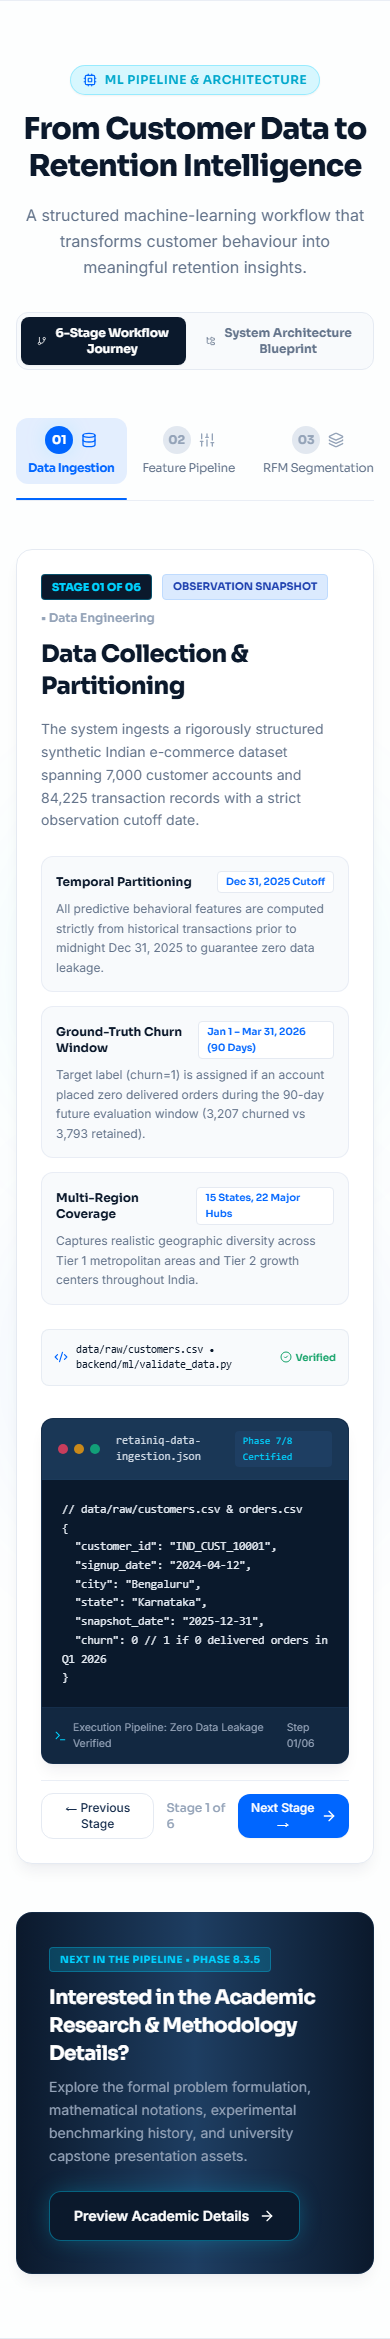 ML PIPELINE & ARCHITECTURE
From Customer Data to
Retention Intelligence
A structured machine-learning workflow that
transforms customer behaviour into
meaningful retention insights.
6-Stage Workflow
Journey
System Architecture
Blueprint
01
Data Ingestion
02
Feature Pipeline
03
RFM Segmentation
STAGE 01 OF 06
OBSERVATION SNAPSHOT
• Data Engineering
Data Collection &
Partitioning
The system ingests a rigorously structured
synthetic Indian e-commerce dataset
spanning 7,000 customer accounts and
84,225 transaction records with a strict
observation cutoff date.
Temporal Partitioning
Dec 31, 2025 Cutoff
All predictive behavioral features are computed
strictly from historical transactions prior to
midnight Dec 31, 2025 to guarantee zero data
leakage.
Ground-Truth Churn
Window
Jan 1 – Mar 31, 2026
(90 Days)
Target label (churn=1) is assigned if an account
placed zero delivered orders during the 90-day
future evaluation window (3,207 churned vs
3,793 retained).
Multi-Region
Coverage
15 States, 22 Major
Hubs
Captures realistic geographic diversity across
Tier 1 metropolitan areas and Tier 2 growth
centers throughout India.
data/raw/customers.csv •
backend/ml/validate_data.py
Verified
retainiq-data-
ingestion.json
Phase 7/8
Certified
// data/raw/customers.csv & orders.csv
{
"customer_id": "IND_CUST_10001",
"signup_date": "2024-04-12",
"city": "Bengaluru",
"state": "Karnataka",
"snapshot_date": "2025-12-31",
"churn": 0 // 1 if 0 delivered orders in
Q1 2026
}
Execution Pipeline: Zero Data Leakage
Verified
Step
01/06
← Previous
Stage
Stage 1 of
6
Next Stage
→
NEXT IN THE PIPELINE • PHASE 8.3.5
Interested in the Academic
Research & Methodology
Details?
Explore the formal problem formulation,
mathematical notations, experimental
benchmarking history, and university
capstone presentation assets.
Preview Academic Details